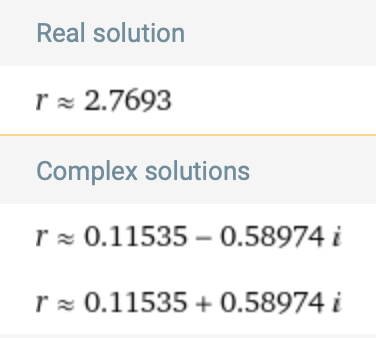 Real solution
r ≈ 2.7693
Complex solutions
r ≈ 0.11535 − 0.58974 i
r ≈ 0.11535 + 0.58974 i